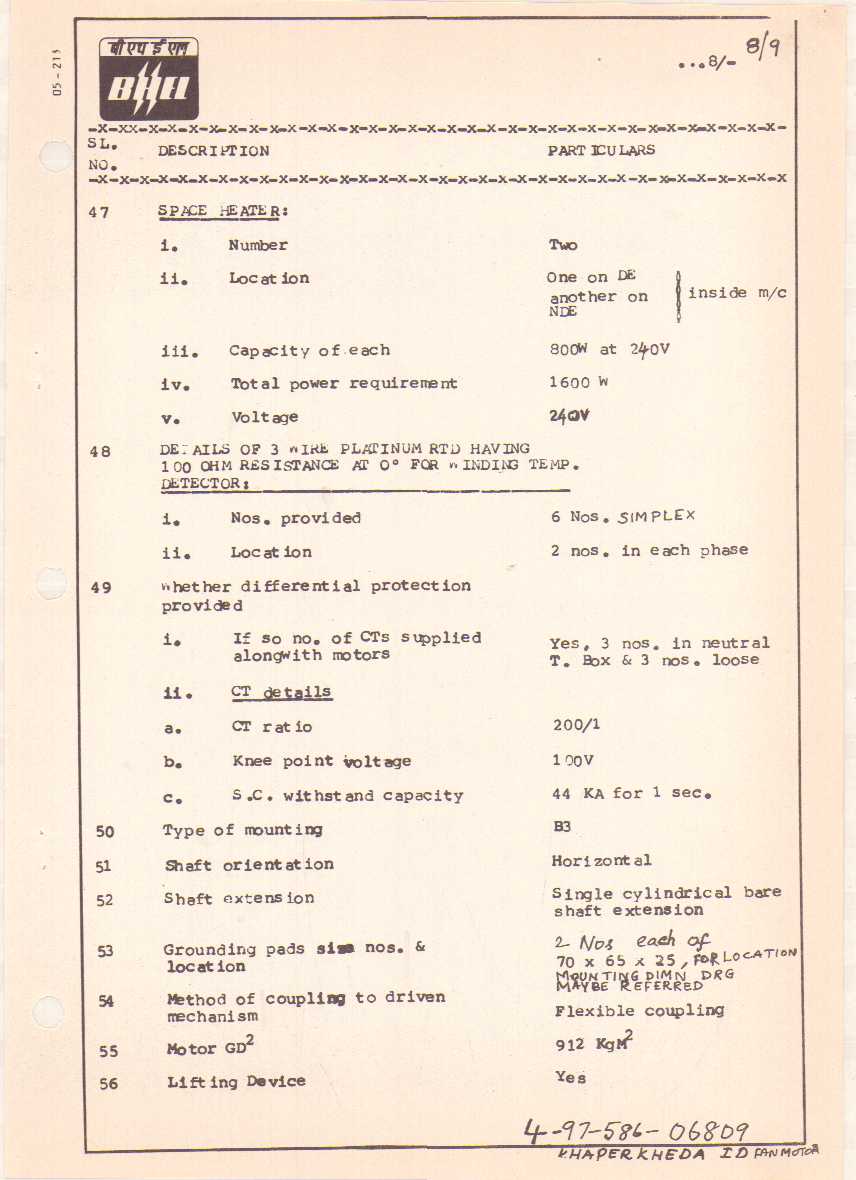 05-213
बी एच ई एल
BHEL
...8/- 8/9
-x-xx-x-x-x-x-x-x-x-x-x-x-x-x-x-x-x-x-x-x-x-x-x-x-x-x-x-x-x-x-x-x-x-x-
SL. NO. DESCRIPTION PARTICULARS
-x-x-x-x-x-x-x-x-x-x-x-x-x-x-x-x-x-x-x-x-x-x-x-x-x-x-x-x-x-x-x-x-x-x-x
47 SPACE HEATER:
i. Number Two
ii. Location One on DE
another on inside m/c
NDE
iii. Capacity of each 800W at 240V
iv. Total power requirement 1600 W
v. Voltage 240V
48 DETAILS OF 3 WIRE PLATINUM RTD HAVING
100 OHM RESISTANCE AT 0° FOR WINDING TEMP.
DETECTOR:
i. Nos. provided 6 Nos. SIMPLEX
ii. Location 2 nos. in each phase
49 Whether differential protection
provided
i. If so no. of CTs supplied Yes, 3 nos. in neutral
alongwith motors T. Box & 3 nos. loose
ii. CT details
a. CT ratio 200/1
b. Knee point voltage 100V
c. S.C. withstand capacity 44 KA for 1 sec.
50 Type of mounting B3
51 Shaft orientation Horizontal
52 Shaft extension Single cylindrical bare
shaft extension
53 Grounding pads size nos. & 2 Nos each of
location 70 x 65 x 25, FOR LOCATION
MOUNTING DIMN DRG
MAYBE REFERRED
54 Method of coupling to driven
mechanism Flexible coupling
55 Motor GD² 912 KgM²
56 Lifting Device Yes
4-97-586-06809
KHAPERKHEDA ID FAN MOTOR